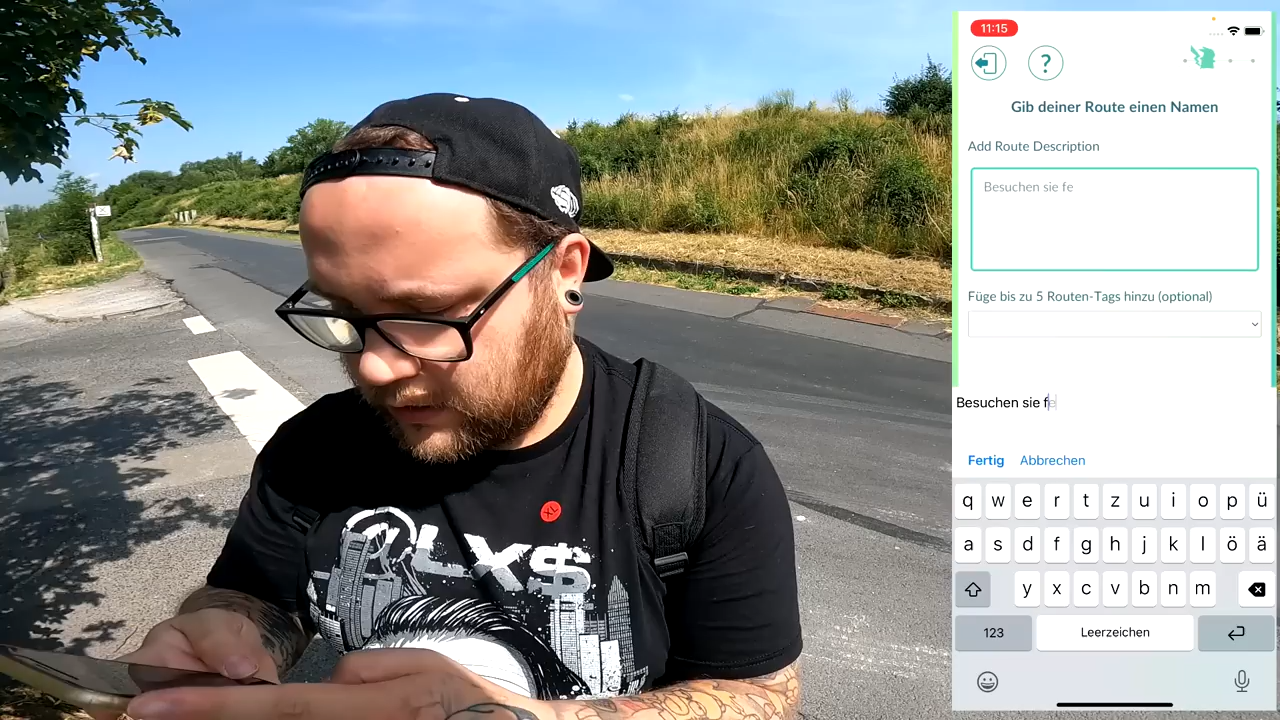 11:15
?
Gib deiner Route einen Namen
Add Route Description
Besuchen sie fe
Füge bis zu 5 Routen-Tags hinzu (optional)
Besuchen sie fe
Fertig Abbrechen
q w e r t z u i o p ü
a s d f g h j k l ö ä
y x c v b n m
123 Leerzeichen
XL
LX$